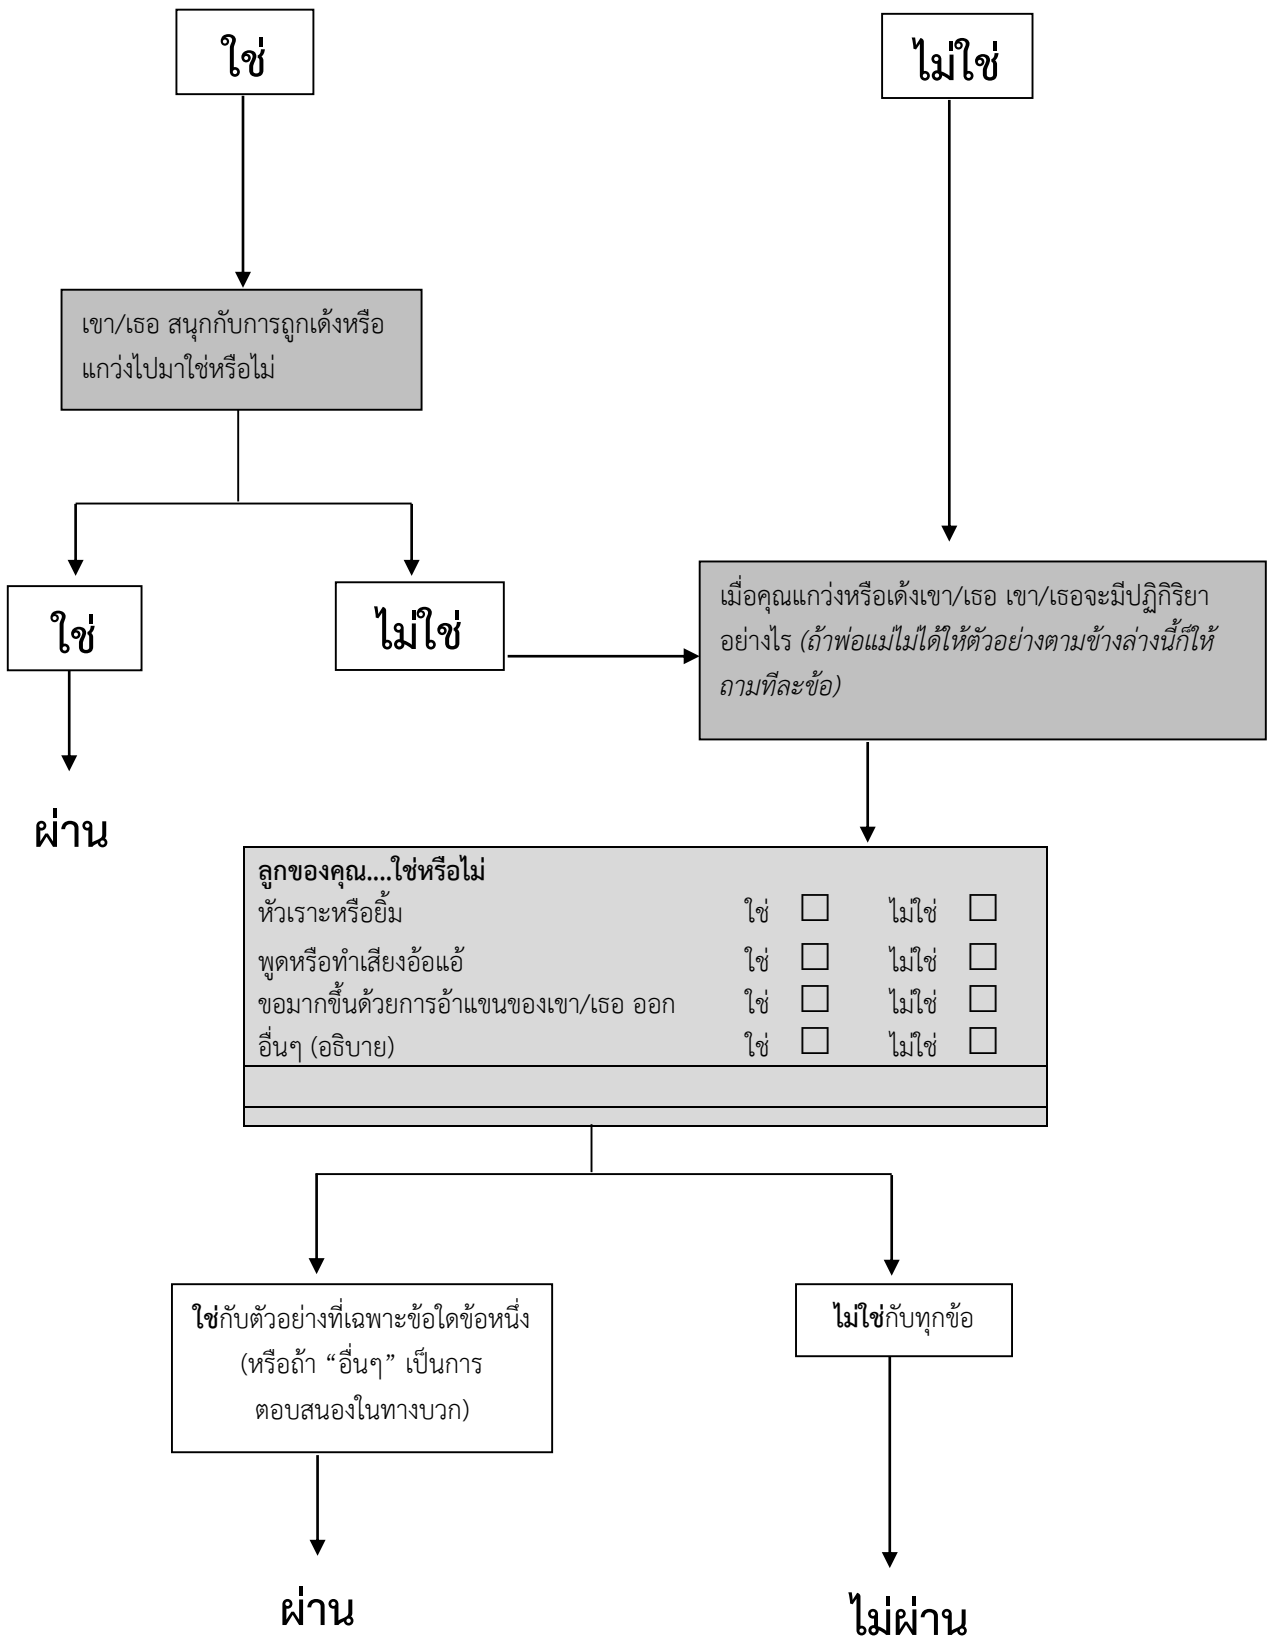 ใช่
ไม่ใช่
เขา/เธอ สนุกกับการถูกเด้งหรือ
แกว่งไปมาใช่หรือไม่
ใช่
ไม่ใช่
เมื่อคุณแกว่งหรือเด้งเขา/เธอ เขา/เธอจะมีปฏิกิริยา
อย่างไร (ถ้าพ่อแม่ไม่ได้ให้ตัวอย่างตามข้างล่างนี้ก็ให้
ถามทีละข้อ)
ผ่าน
ลูกของคุณ....ใช่หรือไม่
หัวเราะหรือยิ้ม ใช่ ☐ ไม่ใช่ ☐
พูดหรือทำเสียงอ้อแอ้ ใช่ ☐ ไม่ใช่ ☐
ขอมากขึ้นด้วยการอ้าแขนของเขา/เธอ ออก ใช่ ☐ ไม่ใช่ ☐
อื่นๆ (อธิบาย) ใช่ ☐ ไม่ใช่ ☐
ใช่กับตัวอย่างที่เฉพาะข้อใดข้อหนึ่ง
(หรือถ้า “อื่นๆ” เป็นการ
ตอบสนองในทางบวก)
ไม่ใช่กับทุกข้อ
ผ่าน
ไม่ผ่าน